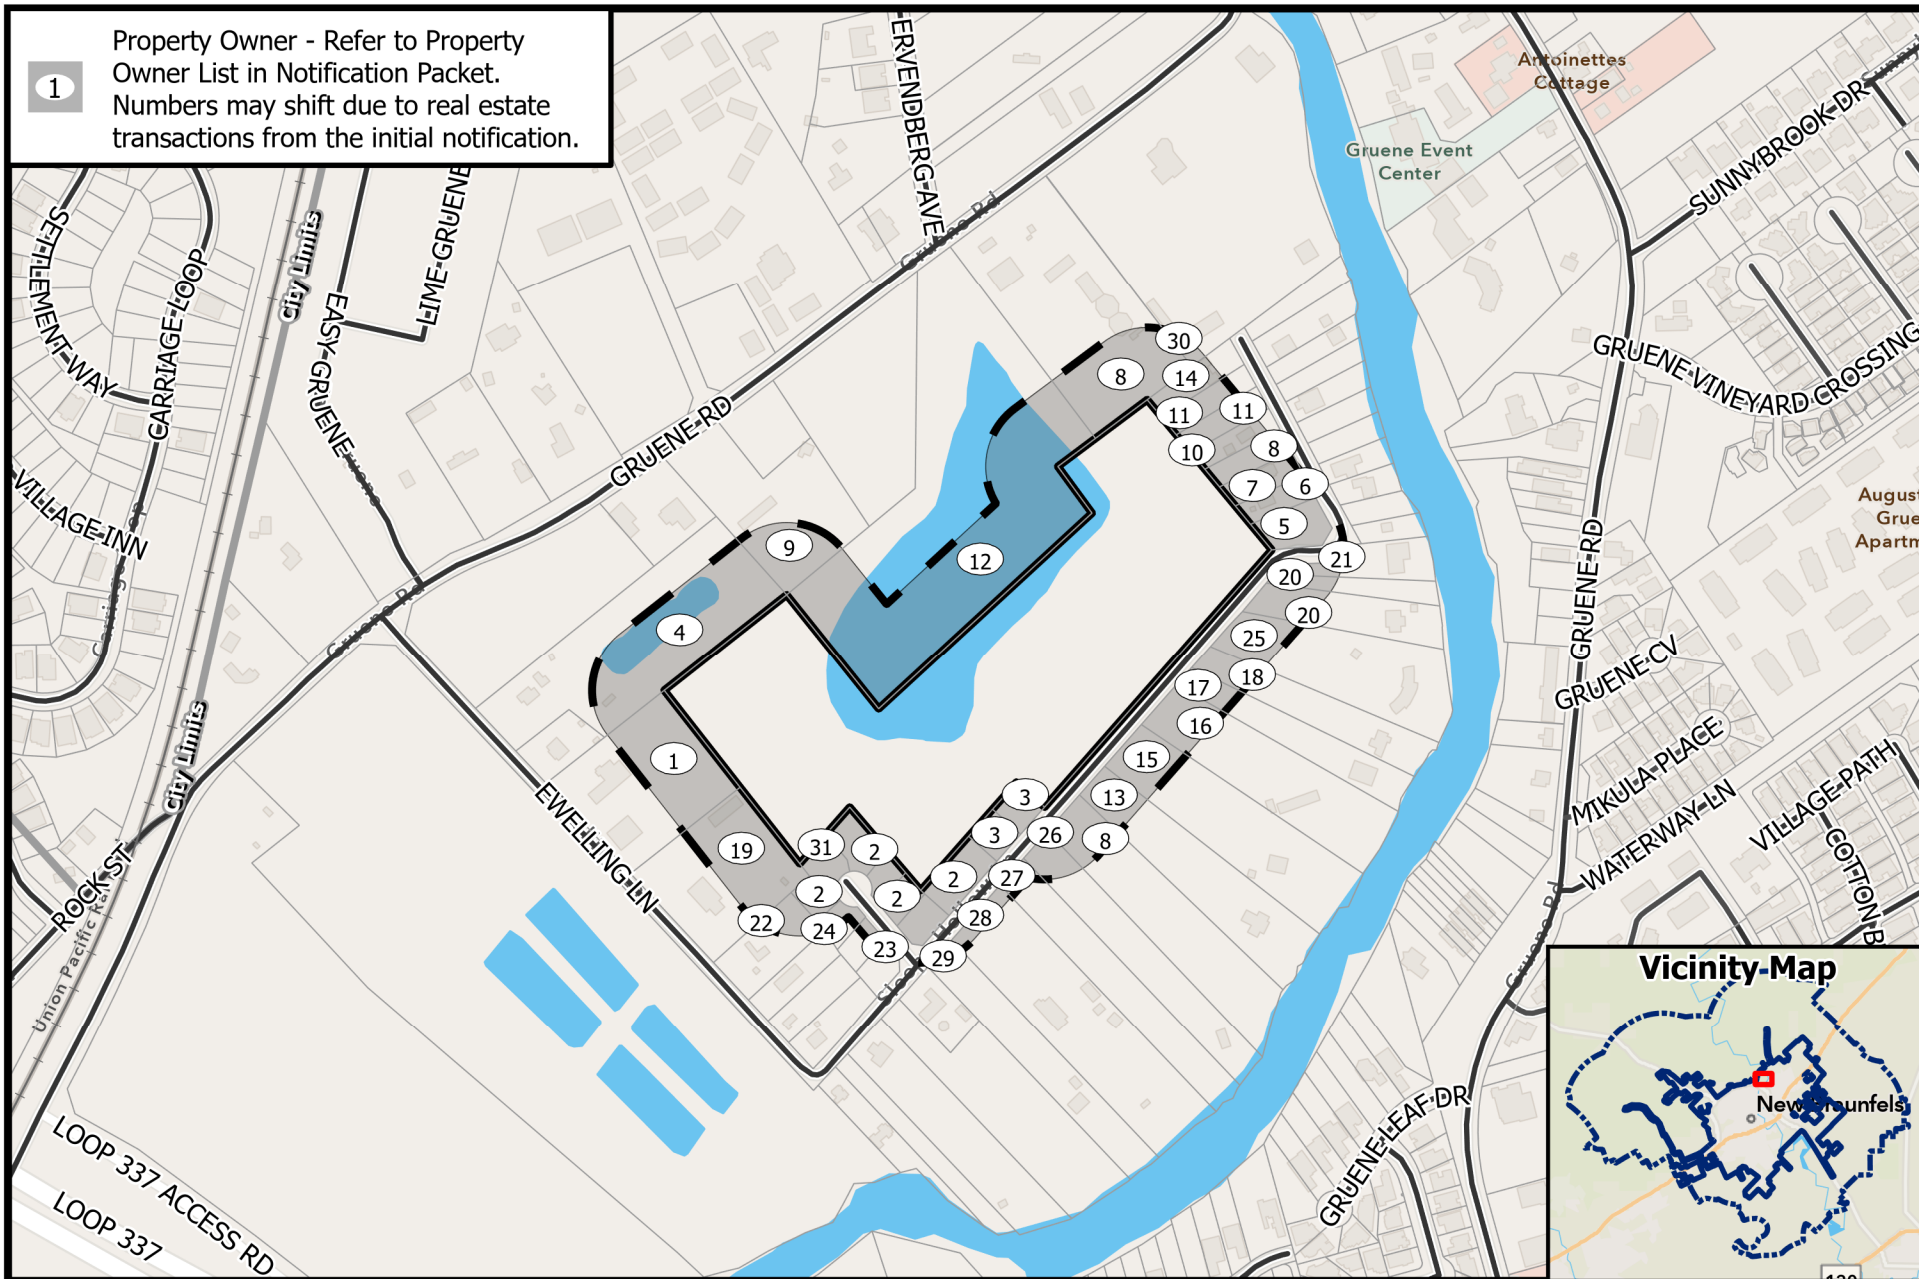 1
Property Owner - Refer to Property
Owner List in Notification Packet.
Numbers may shift due to real estate
transactions from the initial notification.
ERVENDBERG AVE
Antoinettes
Cottage
Gruene Event
Center
SUNNYBROOK DR
SETTLEMENT WAY
CARRIAGE LOOP
City Limits
LIME GRUENE
EASY GRUENE
Gruene Rd
GRUENE RD
GRUENE VINEYARD CROSSING
VILLAGE INN
30
8
14
11
11
10
8
7
6
5
9
12
21
20
20
4
25
18
17
16
1
15
3
13
3
26
8
31
2
19
2
2
2
27
22
24
28
23
29
Gruene Rd
City Limits
EWELLING LN
ROCK ST
GRUENE RD
GRUENE CV
MIKULA PLACE
WATERWAY LN
VILLAGE PATH
COTTON B
Gruene Rd
GRUENE LEAF DR
LOOP 337 ACCESS RD
LOOP 337
Vicinity Map
New Braunfels